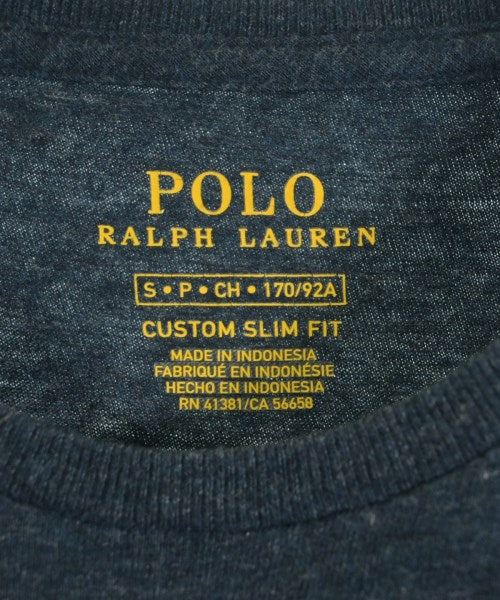 POLO
RALPH LAUREN
S • P • CH • 170/92A
CUSTOM SLIM FIT
MADE IN INDONESIA
FABRIQUÉ EN INDONÉSIE
HECHO EN INDONESIA
RN 41381/CA 56658